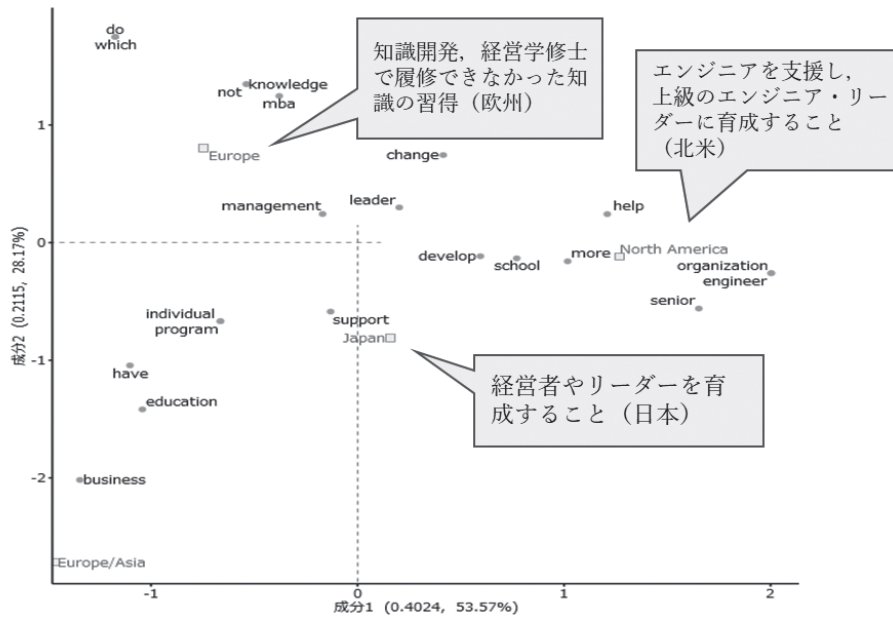 do
which
not
knowledge
mba
Europe
知識開発，経営学修士
で履修できなかった知
識の習得（欧州）
エンジニアを支援し，
上級のエンジニア・リー
ダーに育成すること
（北米）
1
change
management
leader
help
0
develop
school
more
North America
organization
engineer
senior
individual
program
support
Japan
-1
have
education
経営者やリーダーを育
成すること（日本）
-2
business
Europe/Asia
成分2 (0.2115, 28.17%)
-1
0
1
2
成分1 (0.4024, 53.57%)